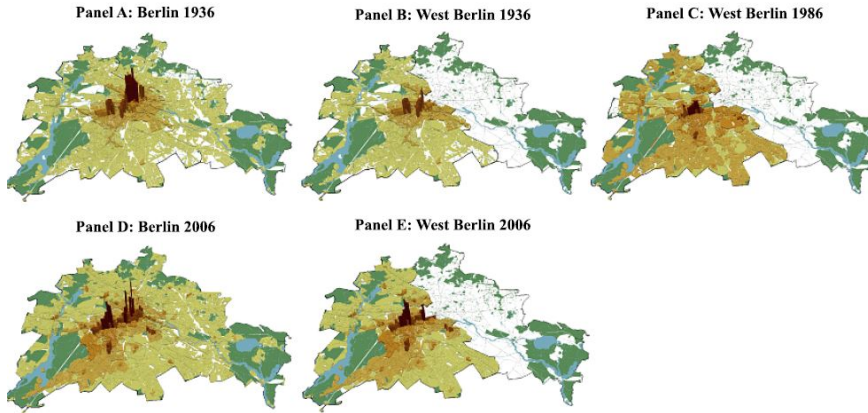 Panel A: Berlin 1936
Panel B: West Berlin 1936
Panel C: West Berlin 1986
Panel D: Berlin 2006
Panel E: West Berlin 2006